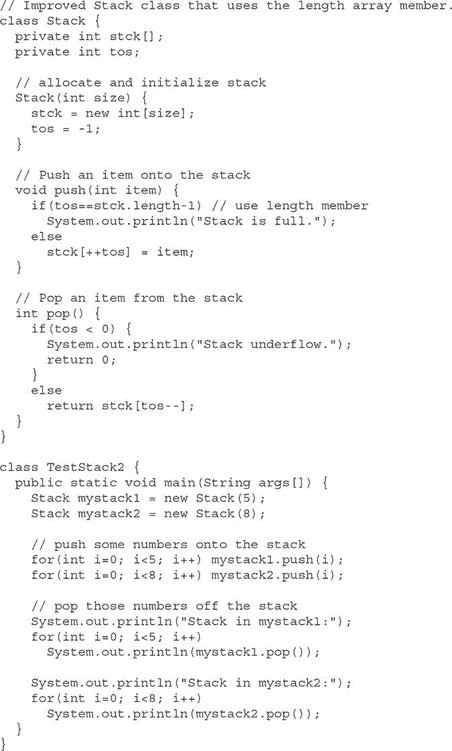 // Improved Stack class that uses the length array member.
class Stack {
  private int stck[];
  private int tos;

  // allocate and initialize stack
  Stack(int size) {
    stck = new int[size];
    tos = -1;
  }

  // Push an item onto the stack
  void push(int item) {
    if(tos==stck.length-1) // use length member
      System.out.println("Stack is full.");
    else
      stck[++tos] = item;
  }

  // Pop an item from the stack
  int pop() {
    if(tos < 0) {
      System.out.println("Stack underflow.");
      return 0;
    }
    else
      return stck[tos--];
  }
}

class TestStack2 {
  public static void main(String args[]) {
    Stack mystack1 = new Stack(5);
    Stack mystack2 = new Stack(8);

    // push some numbers onto the stack
    for(int i=0; i<5; i++) mystack1.push(i);
    for(int i=0; i<8; i++) mystack2.push(i);

    // pop those numbers off the stack
    System.out.println("Stack in mystack1:");
    for(int i=0; i<5; i++)
      System.out.println(mystack1.pop());

    System.out.println("Stack in mystack2:");
    for(int i=0; i<8; i++)
      System.out.println(mystack2.pop());
  }
}